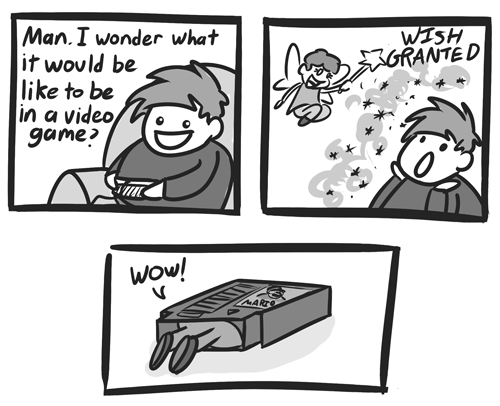 Man, I wonder what
it would be
like to be
in a video
game?
WISH
GRANTED
WOW!
MARIO